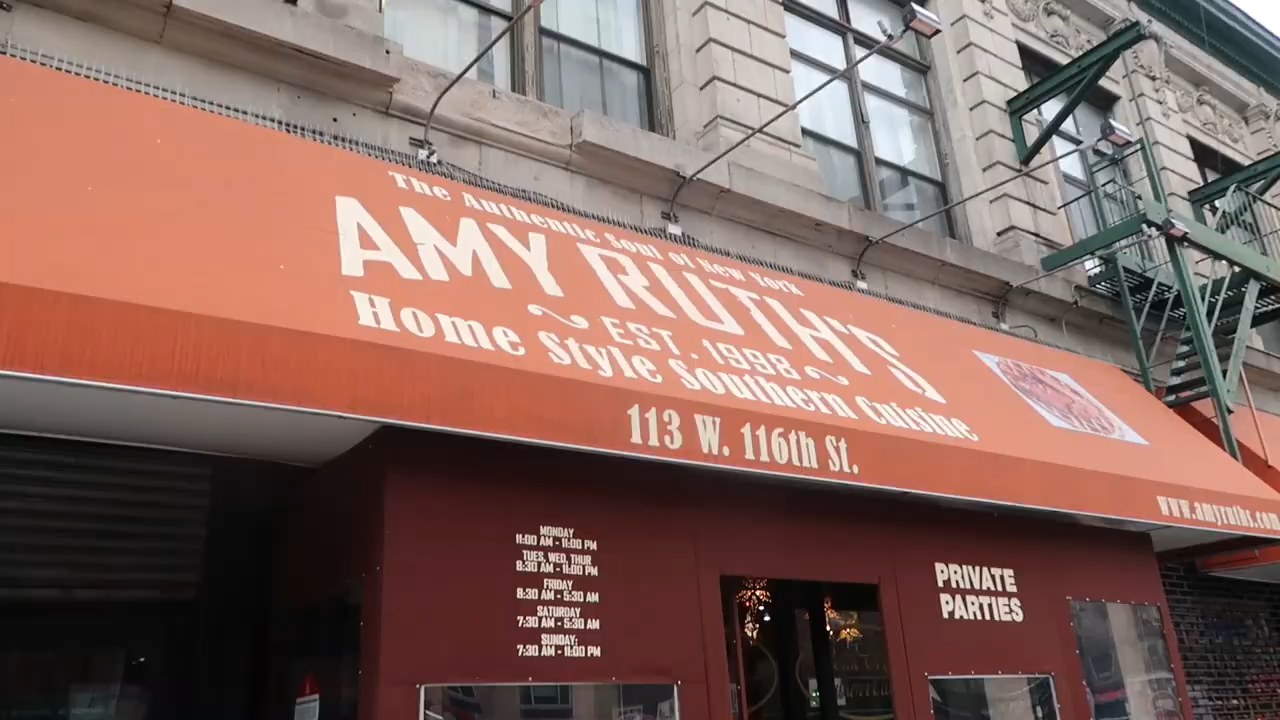 The Authentic Soul of New York
AMY RUTH'S
EST. 1998
Home Style Southern Cuisine
113 W. 116th St.
www.amyruths.com
MONDAY
11:00 AM - 11:00 PM
TUES, WED, THUR
8:30 AM - 11:00 PM
FRIDAY
8:30 AM - 5:30 AM
SATURDAY
7:30 AM - 5:30 AM
SUNDAY:
7:30 AM - 11:00 PM
PRIVATE
PARTIES